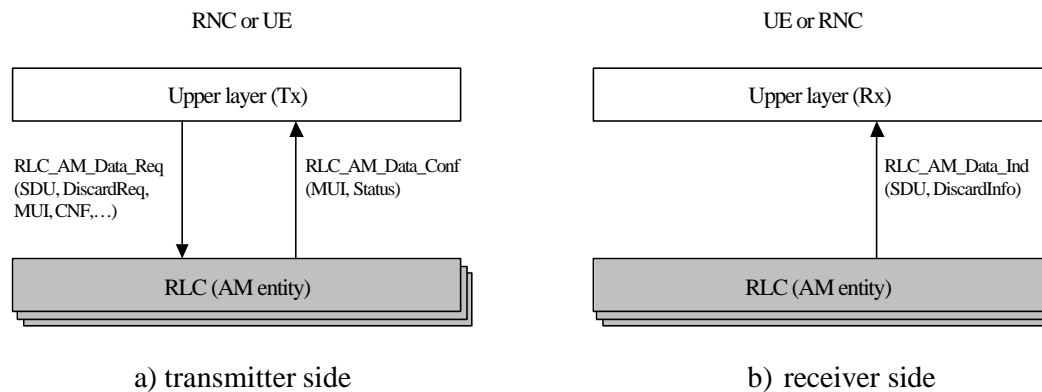 RNC or UE
Upper layer (Tx)
RLC_AM_Data_Req
(SDU, DiscardReq,
MUI, CNF,…)
RLC_AM_Data_Conf
(MUI, Status)
RLC (AM entity)
a) transmitter side
UE or RNC
Upper layer (Rx)
RLC_AM_Data_Ind
(SDU, DiscardInfo)
RLC (AM entity)
b) receiver side